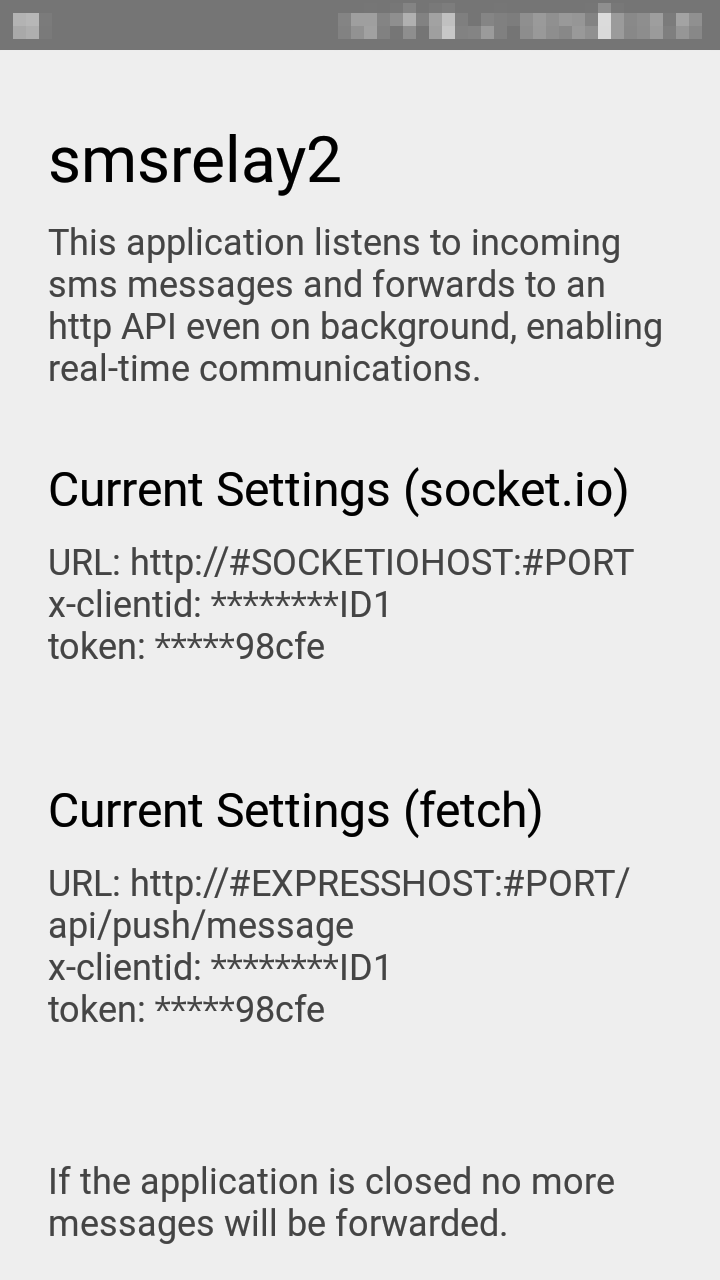 smsrelay2
This application listens to incoming
sms messages and forwards to an
http API even on background, enabling
real-time communications.
Current Settings (socket.io)
URL: http://#SOCKETIOHOST:#PORT
x-clientid: ********ID1
token: *****98cfe
Current Settings (fetch)
URL: http://#EXPRESSHOST:#PORT/
api/push/message
x-clientid: ********ID1
token: *****98cfe
If the application is closed no more
messages will be forwarded.